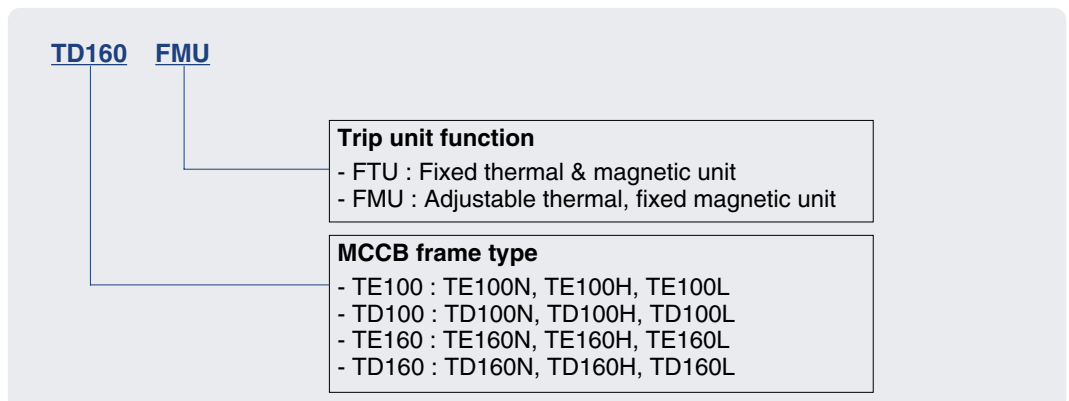 TD160 FMU
Trip unit function
- FTU : Fixed thermal & magnetic unit
- FMU : Adjustable thermal, fixed magnetic unit
MCCB frame type
- TE100 : TE100N, TE100H, TE100L
- TD100 : TD100N, TD100H, TD100L
- TE160 : TE160N, TE160H, TE160L
- TD160 : TD160N, TD160H, TD160L